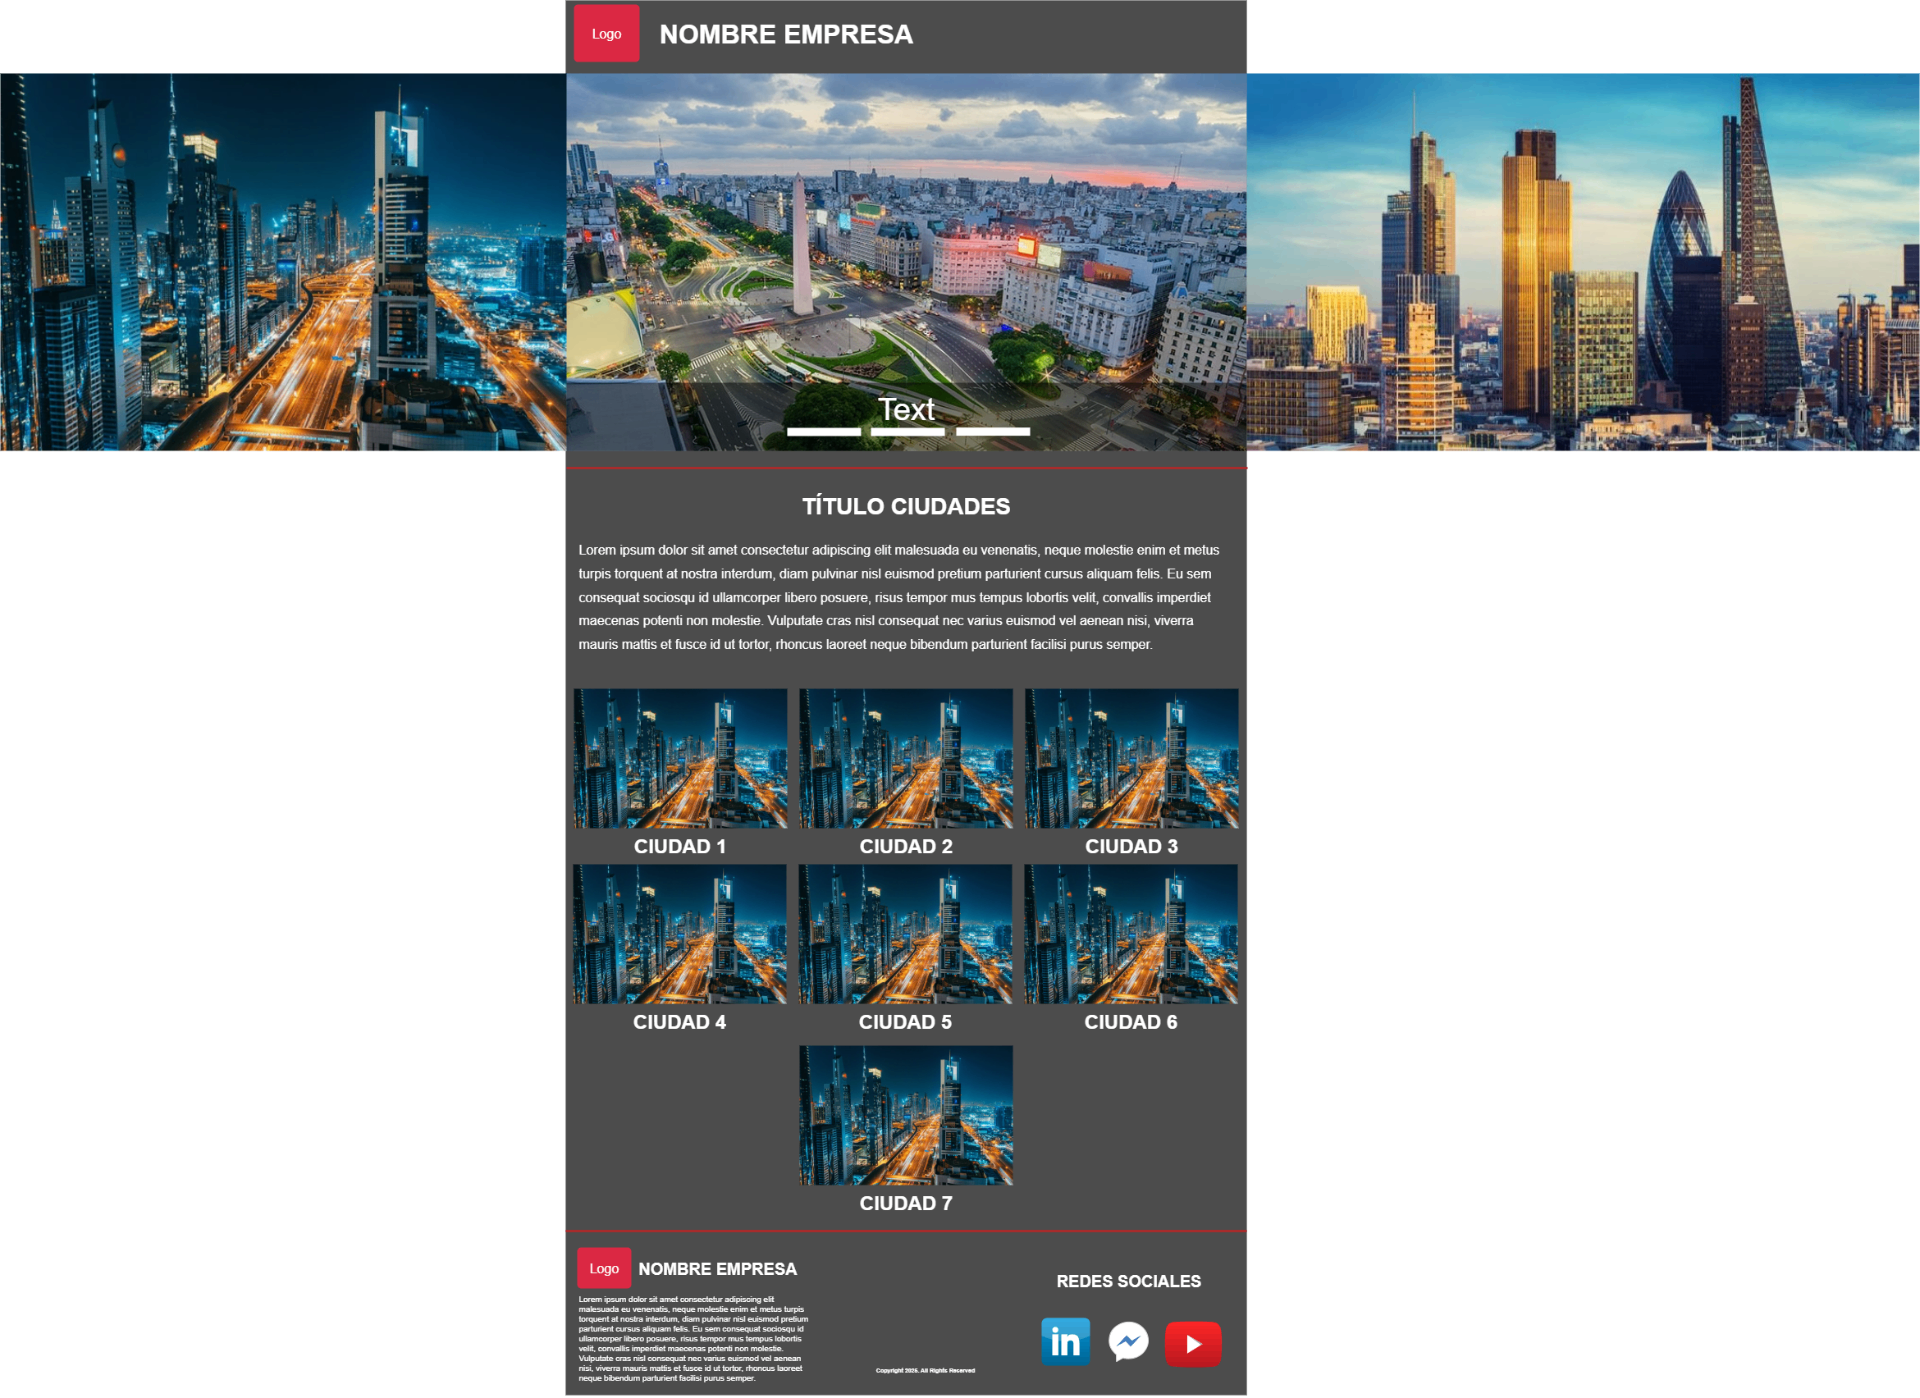 Logo
NOMBRE EMPRESA
Text
TÍTULO CIUDADES
Lorem ipsum dolor sit amet consectetur adipiscing elit malesuada eu venenatis, neque molestie enim et metus
turpis torquent at nostra interdum, diam pulvinar nisl euismod pretium parturient cursus aliquam felis. Eu sem
consequat sociosqu id ullamcorper libero posuere, risus tempor mus tempus lobortis velit, convallis imperdiet
maecenas potenti non molestie. Vulputate cras nisl consequat nec varius euismod vel aenean nisi, viverra
mauris mattis et fusce id ut tortor, rhoncus laoreet neque bibendum parturient facilisi purus semper.
CIUDAD 1
CIUDAD 2
CIUDAD 3
CIUDAD 4
CIUDAD 5
CIUDAD 6
CIUDAD 7
Logo
NOMBRE EMPRESA
Lorem ipsum dolor sit amet consectetur adipiscing elit
malesuada eu venenatis, neque molestie enim et metus turpis
torquent at nostra interdum, diam pulvinar nisl euismod pretium
parturient cursus aliquam felis. Eu sem consequat sociosqu id
ullamcorper libero posuere, risus tempor mus tempus lobortis
velit, convallis imperdiet maecenas potenti non molestie.
Vulputate cras nisl consequat nec varius euismod vel aenean
nisi, viverra mauris mattis et fusce id ut tortor, rhoncus laoreet
neque bibendum parturient facilisi purus semper.
Copyright 2025. All Rights Reserved
REDES SOCIALES
in